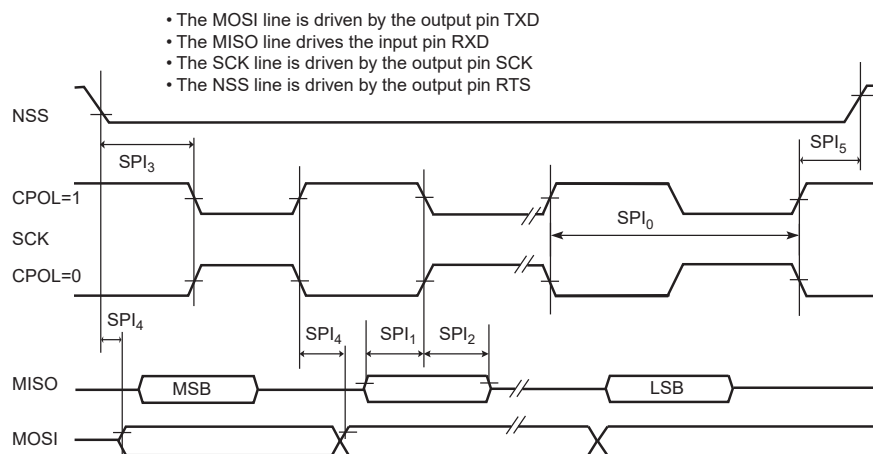 • The MOSI line is driven by the output pin TXD
• The MISO line drives the input pin RXD
• The SCK line is driven by the output pin SCK
• The NSS line is driven by the output pin RTS
NSS
SPI3
SPI5
CPOL=1
SCK
SPI0
CPOL=0
SPI4
SPI4
SPI1
SPI2
MISO
MSB
LSB
MOSI